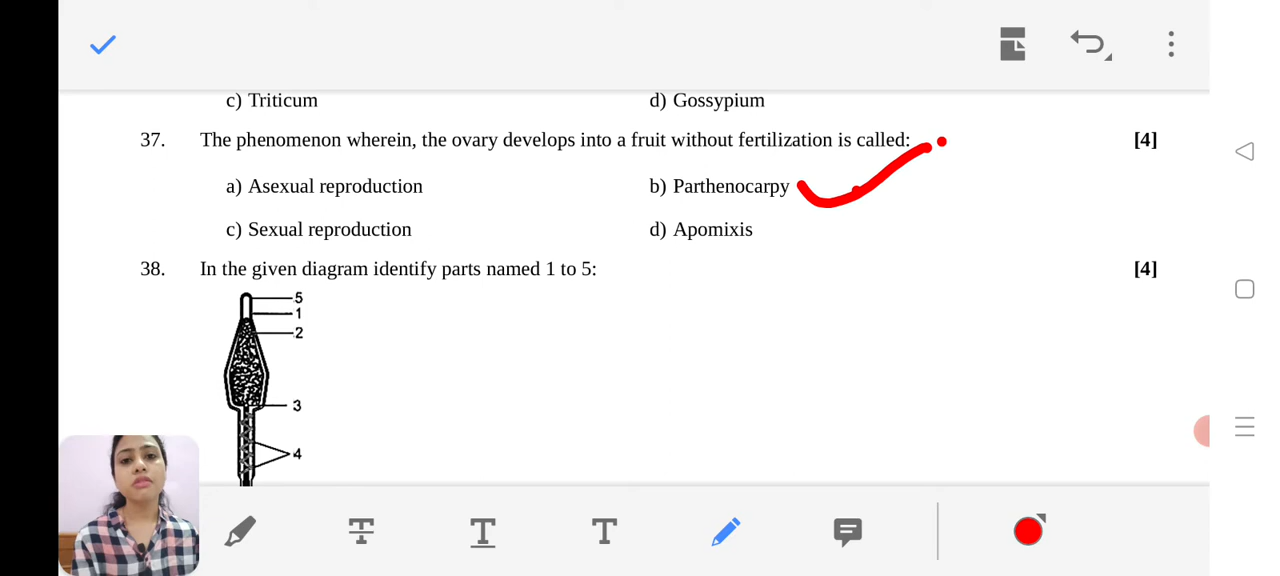 c) Triticum d) Gossypium
37. The phenomenon wherein, the ovary develops into a fruit without fertilization is called: [4]
a) Asexual reproduction b) Parthenocarpy
c) Sexual reproduction d) Apomixis
38. In the given diagram identify parts named 1 to 5: [4]
5
1
2
3
4
T T T